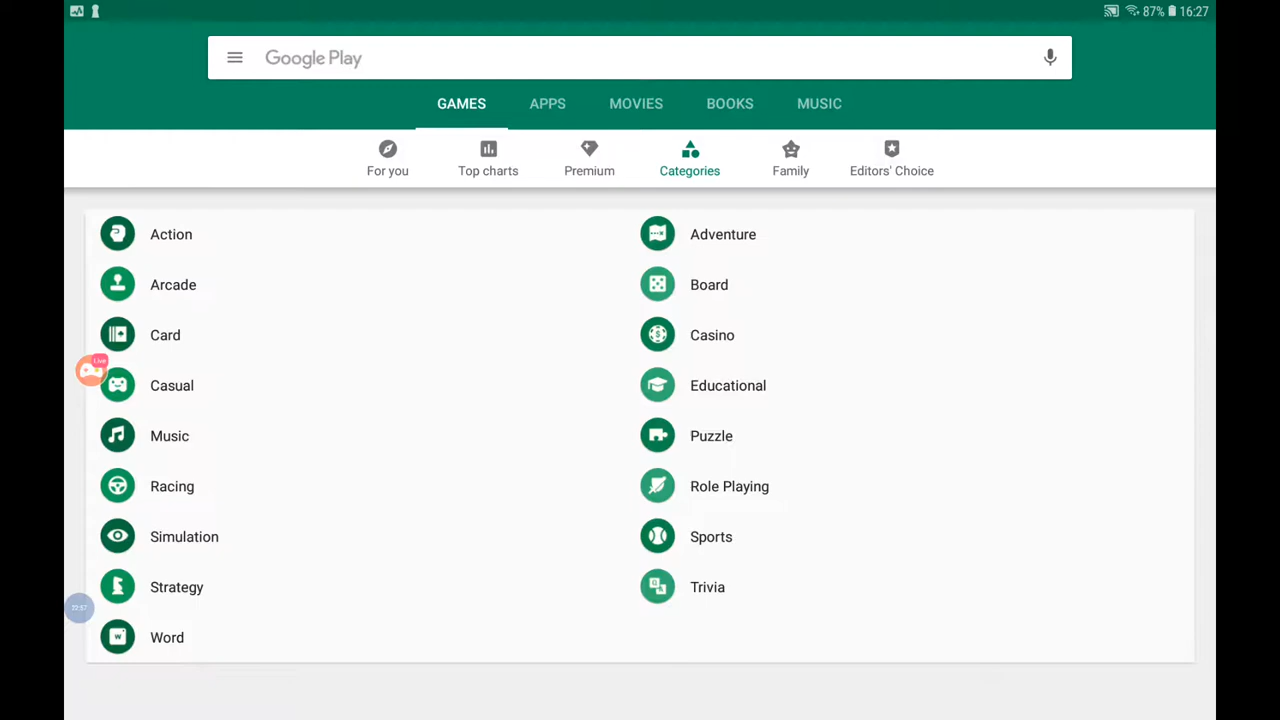 87% 16:27
Google Play
GAMES APPS MOVIES BOOKS MUSIC
For you Top charts Premium Categories Family Editors' Choice
Action Adventure
Arcade Board
Card Casino
Live
Casual Educational
Music Puzzle
Racing Role Playing
Simulation Sports
Strategy Trivia
Word